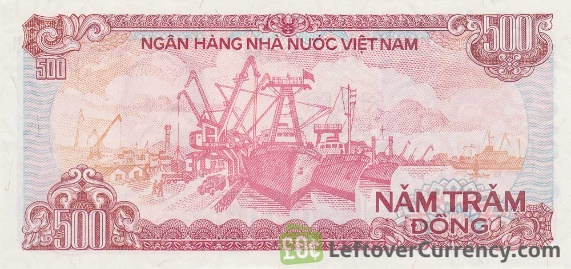 500
NGÂN HÀNG NHÀ NƯỚC VIỆT NAM
500
500
NĂM TRĂM
ĐỒNG
LeftoverCurrency.com